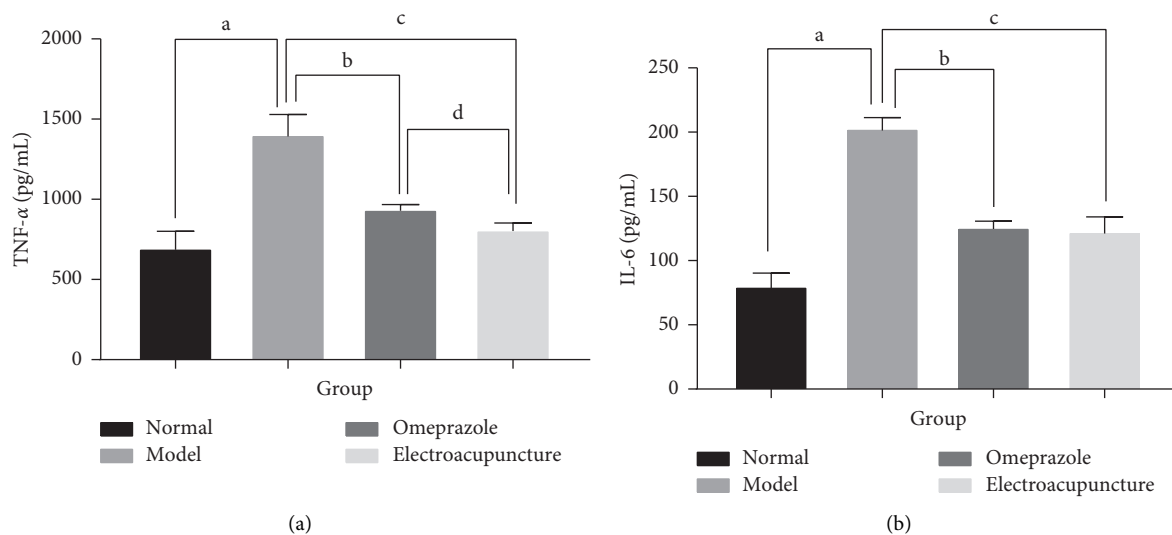 a
c
b
d
2000
1500
1000
500
0
TNF-α (pg/mL)
Group
Normal
Model
Omeprazole
Electroacupuncture
(a)
a
c
b
250
200
150
100
50
0
IL-6 (pg/mL)
Group
Normal
Model
Omeprazole
Electroacupuncture
(b)